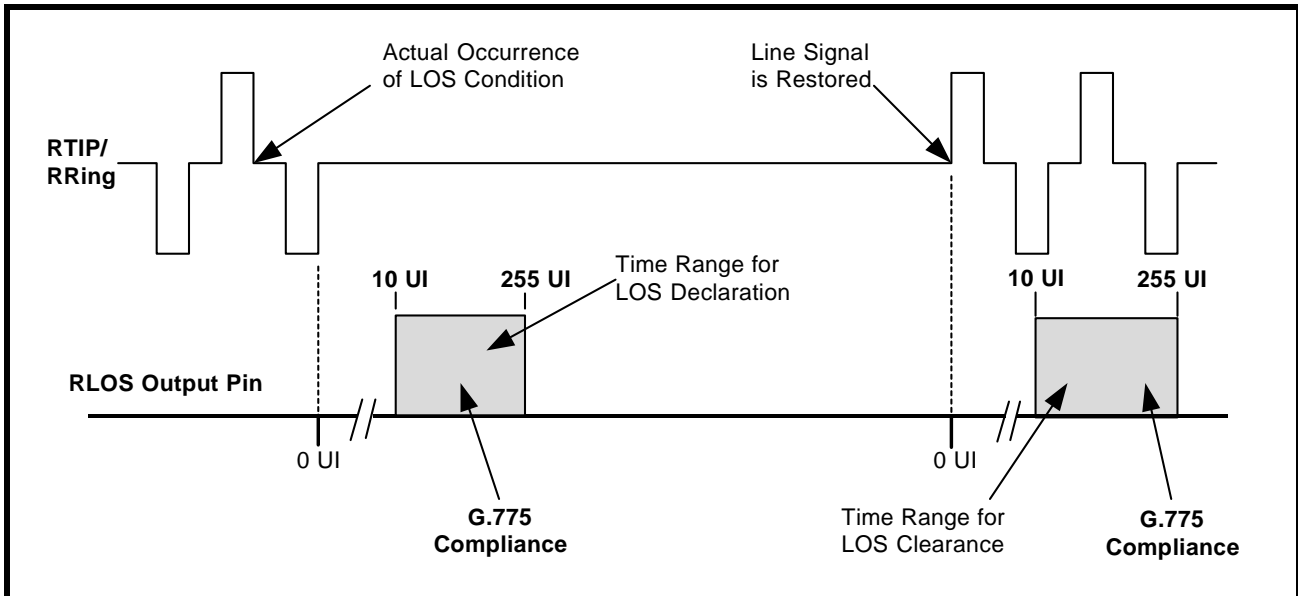 Actual Occurrence
of LOS Condition
Line Signal
is Restored
RTIP/
RRing
10 UI
255 UI
Time Range for
LOS Declaration
10 UI
255 UI
RLOS Output Pin
0 UI
0 UI
G.775
Compliance
Time Range for
LOS Clearance
G.775
Compliance